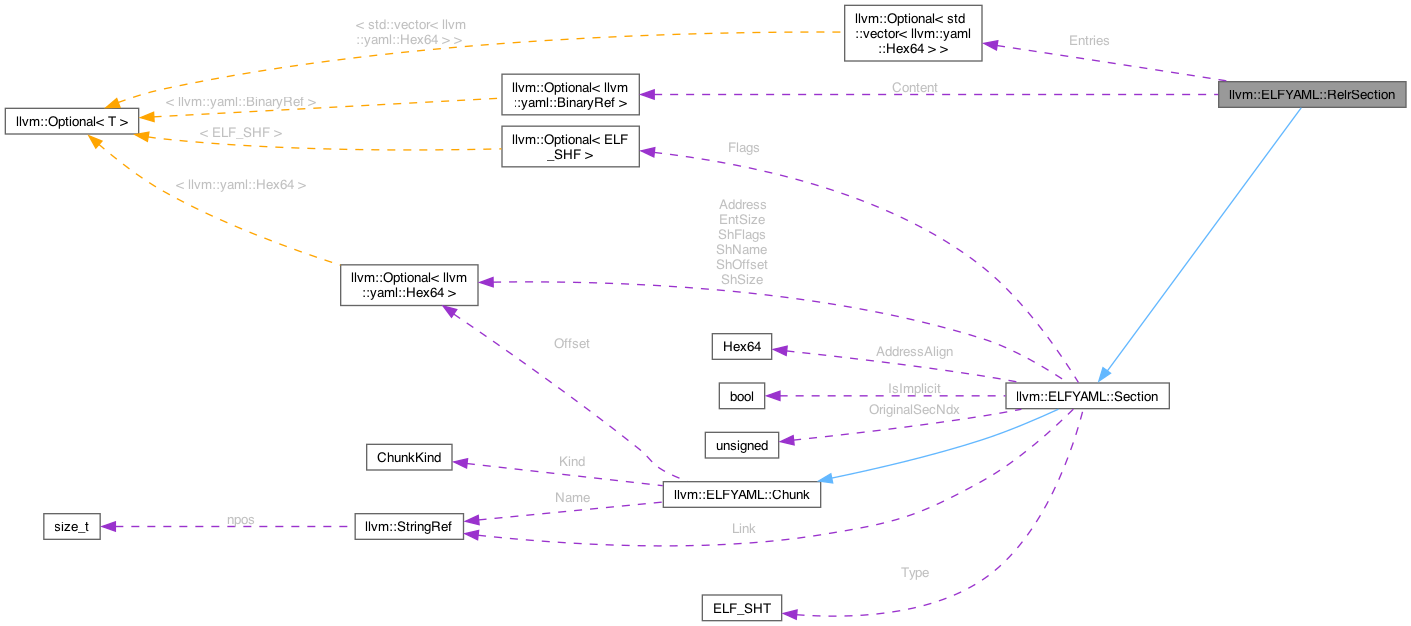 < std::vector< llvm
::yaml::Hex64 > >
llvm::Optional< std
::vector< llvm::yaml
::Hex64 > >
Entries
llvm::ELFYAML::RelrSection
llvm::Optional< T >
< llvm::yaml::BinaryRef >
llvm::Optional< llvm
::yaml::BinaryRef >
Content
< ELF_SHF >
llvm::Optional< ELF
_SHF >
Flags
< llvm::yaml::Hex64 >
Address
EntSize
ShFlags
ShName
ShOffset
ShSize
llvm::Optional< llvm
::yaml::Hex64 >
Offset
Hex64
AddressAlign
bool
IsImplicit
llvm::ELFYAML::Section
OriginalSecNdx
unsigned
ChunkKind
Kind
llvm::ELFYAML::Chunk
Name
size_t
npos
llvm::StringRef
Link
Type
ELF_SHT